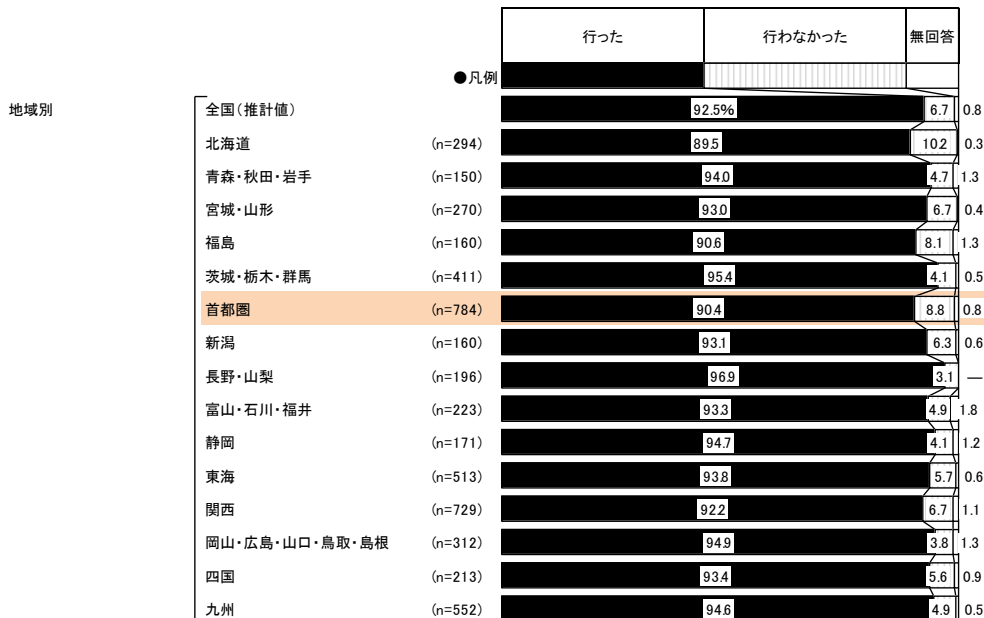 行った 行わなかった 無回答
●凡例
地域別 全国(推計値) 92.5% 6.7 0.8
北海道 (n=294) 89.5 10.2 0.3
青森・秋田・岩手 (n=150) 94.0 4.7 1.3
宮城・山形 (n=270) 93.0 6.7 0.4
福島 (n=160) 90.6 8.1 1.3
茨城・栃木・群馬 (n=411) 95.4 4.1 0.5
首都圏 (n=784) 90.4 8.8 0.8
新潟 (n=160) 93.1 6.3 0.6
長野・山梨 (n=196) 96.9 3.1 ―
富山・石川・福井 (n=223) 93.3 4.9 1.8
静岡 (n=171) 94.7 4.1 1.2
東海 (n=513) 93.8 5.7 0.6
関西 (n=729) 92.2 6.7 1.1
岡山・広島・山口・鳥取・島根 (n=312) 94.9 3.8 1.3
四国 (n=213) 93.4 5.6 0.9
九州 (n=552) 94.6 4.9 0.5